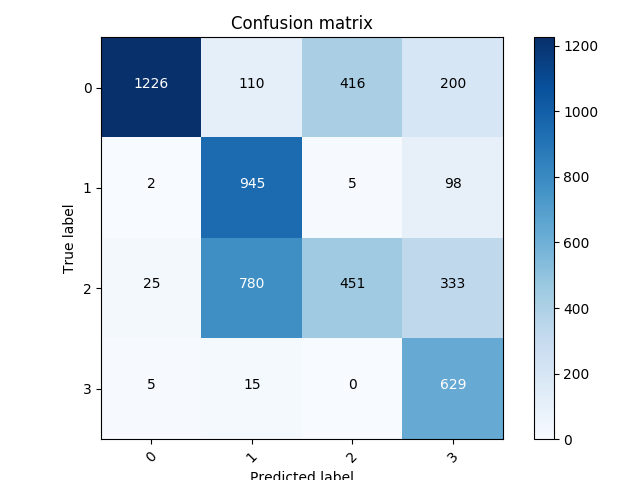 Confusion matrix
0 1226 110 416 200
1 2 945 5 98
2 25 780 451 333
3 5 15 0 629
0 1 2 3
True label
Predicted label
1200
1000
800
600
400
200
0